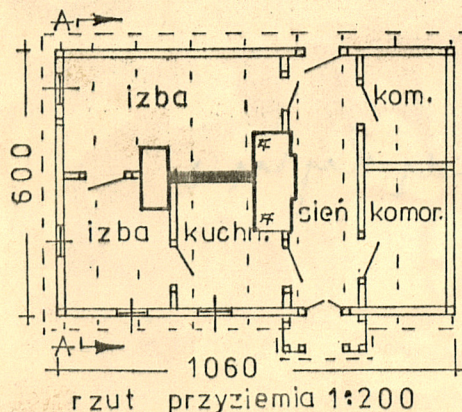 A
izba
kom.
600
izba
kuchn.
sień
komor.
A
1060
rzut przyziemia 1:200